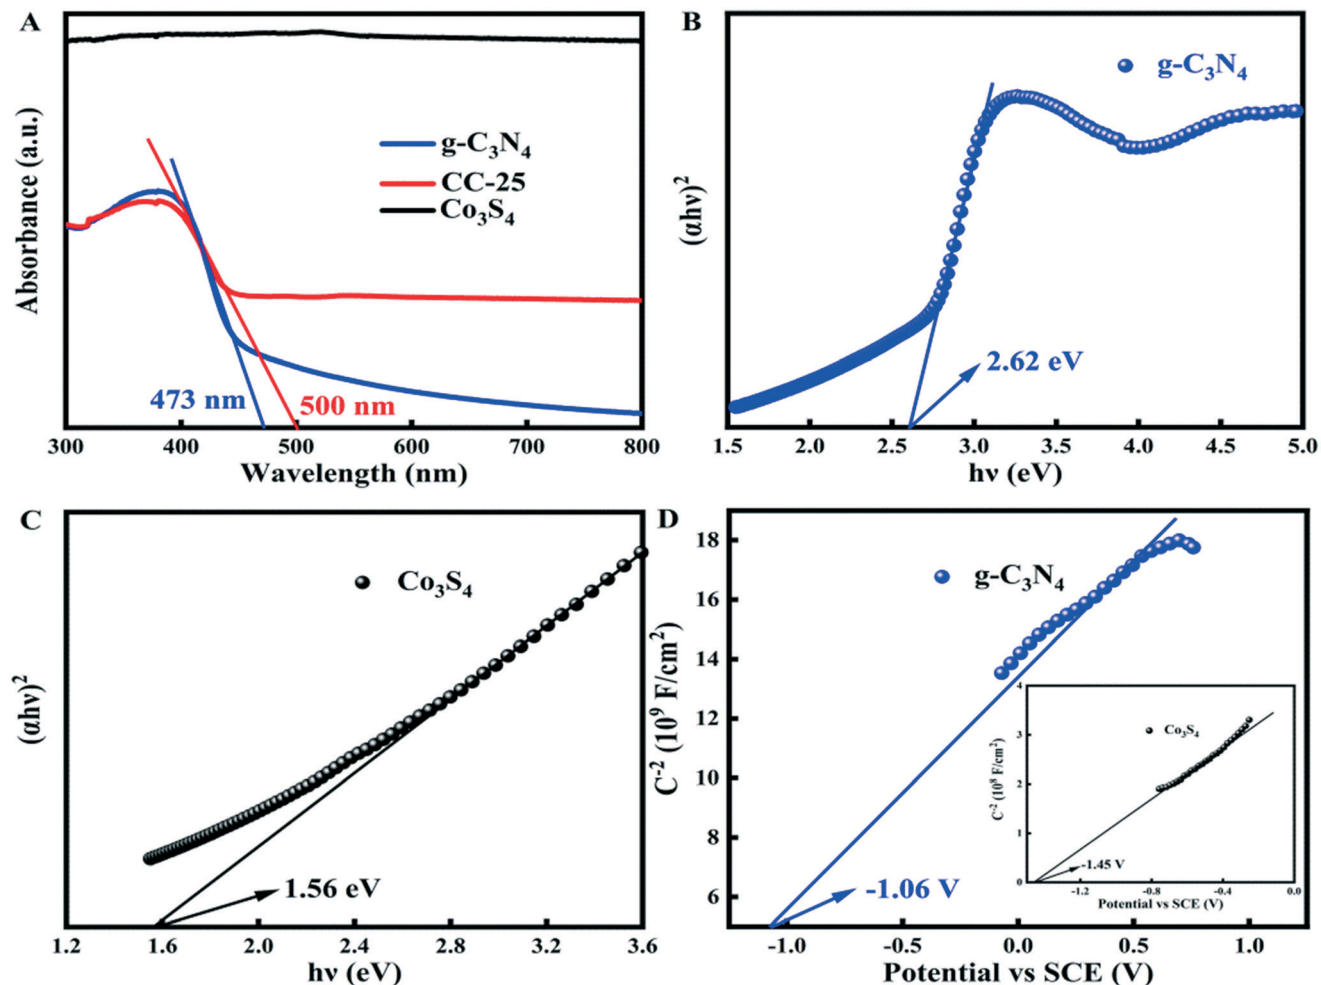 A
Absorbance (a.u.)
g-C₃N₄
CC-25
Co₃S₄
473 nm
500 nm
300 400 500 600 700 800
Wavelength (nm)
B
(αhν)²
g-C₃N₄
2.62 eV
1.5 2.0 2.5 3.0 3.5 4.0 4.5 5.0
hν (eV)
C
(αhν)²
Co₃S₄
1.56 eV
1.2 1.6 2.0 2.4 2.8 3.2 3.6
hν (eV)
D
C⁻² (10⁹ F/cm²)
18
16
14
12
10
8
6
g-C₃N₄
-1.06 V
-1.0 -0.5 0.0 0.5 1.0
Potential vs SCE (V)
C⁻² (10⁸ F/cm²)
4
3
2
1
0
Co₃S₄
-1.45 V
-1.2 -0.8 -0.4 0.0
Potential vs SCE (V)